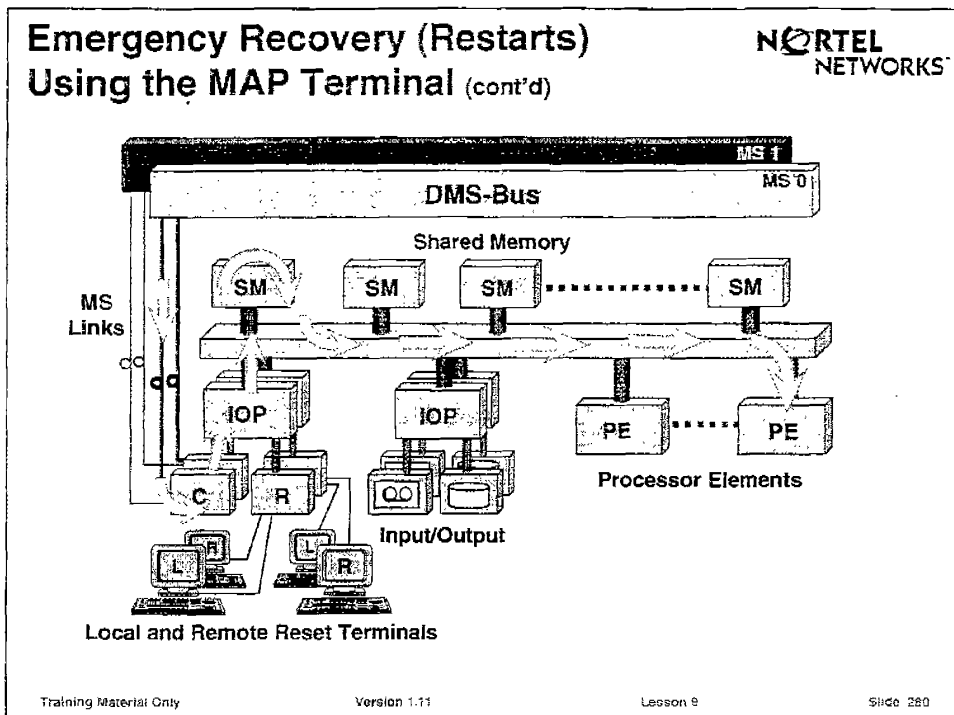 Emergency Recovery (Restarts)
Using the MAP Terminal (cont'd)
NORTEL
NETWORKS
MS 1
MS 0
DMS-Bus
Shared Memory
SM
SM
SM
SM
MS
Links
IOP
IOP
PE
PE
Processor Elements
C
R
Input/Output
R
L
L
R
Local and Remote Reset Terminals
Training Material Only
Version 1.11
Lesson 9
Slide 280